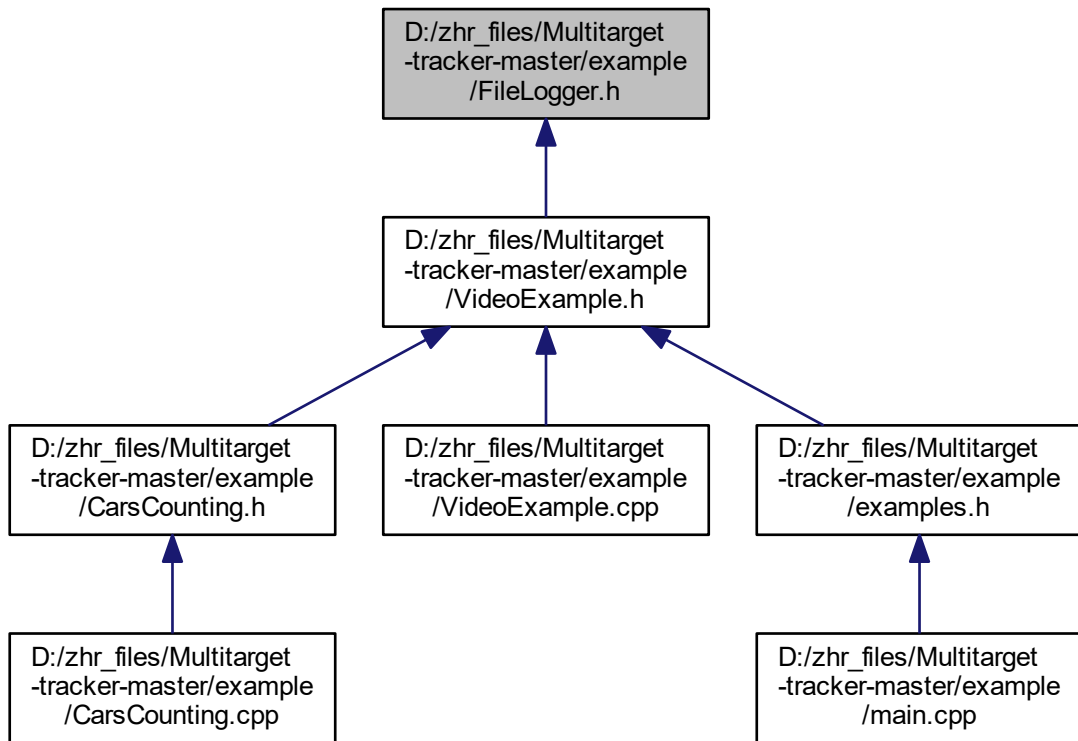 D:/zhr_files/Multitarget
-tracker-master/example
/FileLogger.h
D:/zhr_files/Multitarget
-tracker-master/example
/VideoExample.h
D:/zhr_files/Multitarget
-tracker-master/example
/CarsCounting.h
D:/zhr_files/Multitarget
-tracker-master/example
/VideoExample.cpp
D:/zhr_files/Multitarget
-tracker-master/example
/examples.h
D:/zhr_files/Multitarget
-tracker-master/example
/CarsCounting.cpp
D:/zhr_files/Multitarget
-tracker-master/example
/main.cpp